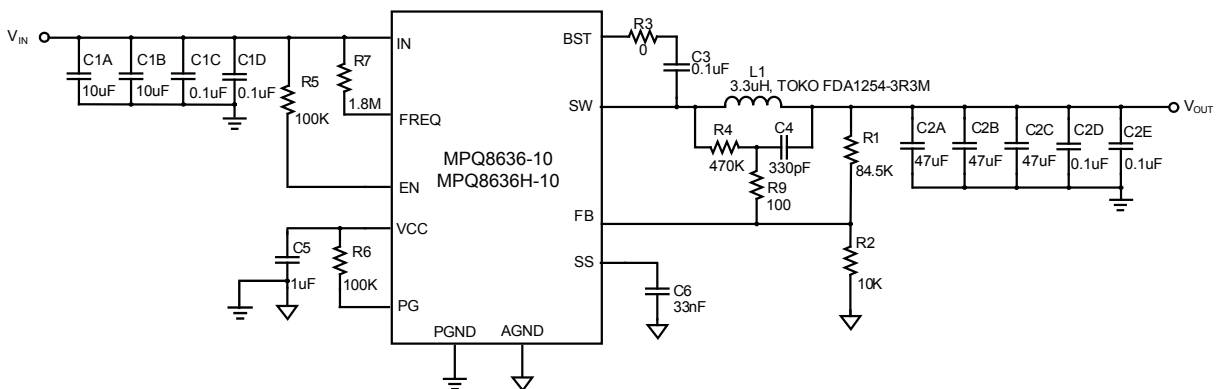 VIN
C1A
10uF
C1B
10uF
C1C
0.1uF
C1D
0.1uF
R5
100K
R7
1.8M
IN
FREQ
EN
VCC
PG
C5
1uF
R6
100K
MPQ8636-10
MPQ8636H-10
PGND
AGND
BST
SW
FB
SS
R3
0
C3
0.1uF
L1
3.3uH, TOKO FDA1254-3R3M
R4
470K
C4
330pF
R9
100
R1
84.5K
R2
10K
C6
33nF
C2A
47uF
C2B
47uF
C2C
47uF
C2D
0.1uF
C2E
0.1uF
VOUT